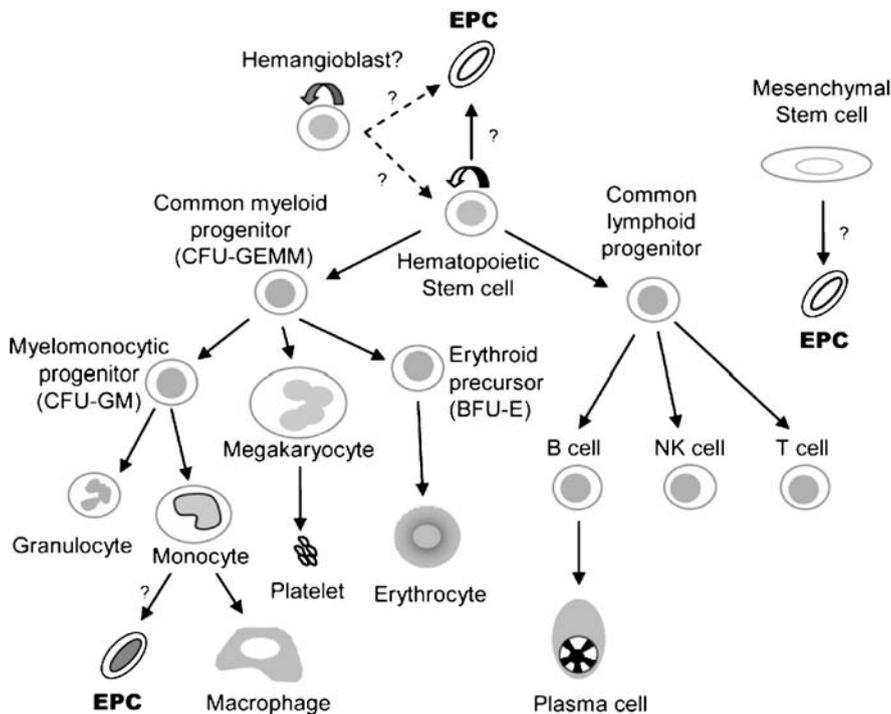 EPC
Hemangioblast?
?
?
?
Mesenchymal
Stem cell
?
EPC
Common myeloid
progenitor
(CFU-GEMM)
Hematopoietic
Stem cell
Common
lymphoid
progenitor
Myelomonocytic
progenitor
(CFU-GM)
Megakaryocyte
Erythroid
precursor
(BFU-E)
B cell
NK cell
T cell
Granulocyte
Monocyte
Platelet
Erythrocyte
?
EPC
Macrophage
Plasma cell